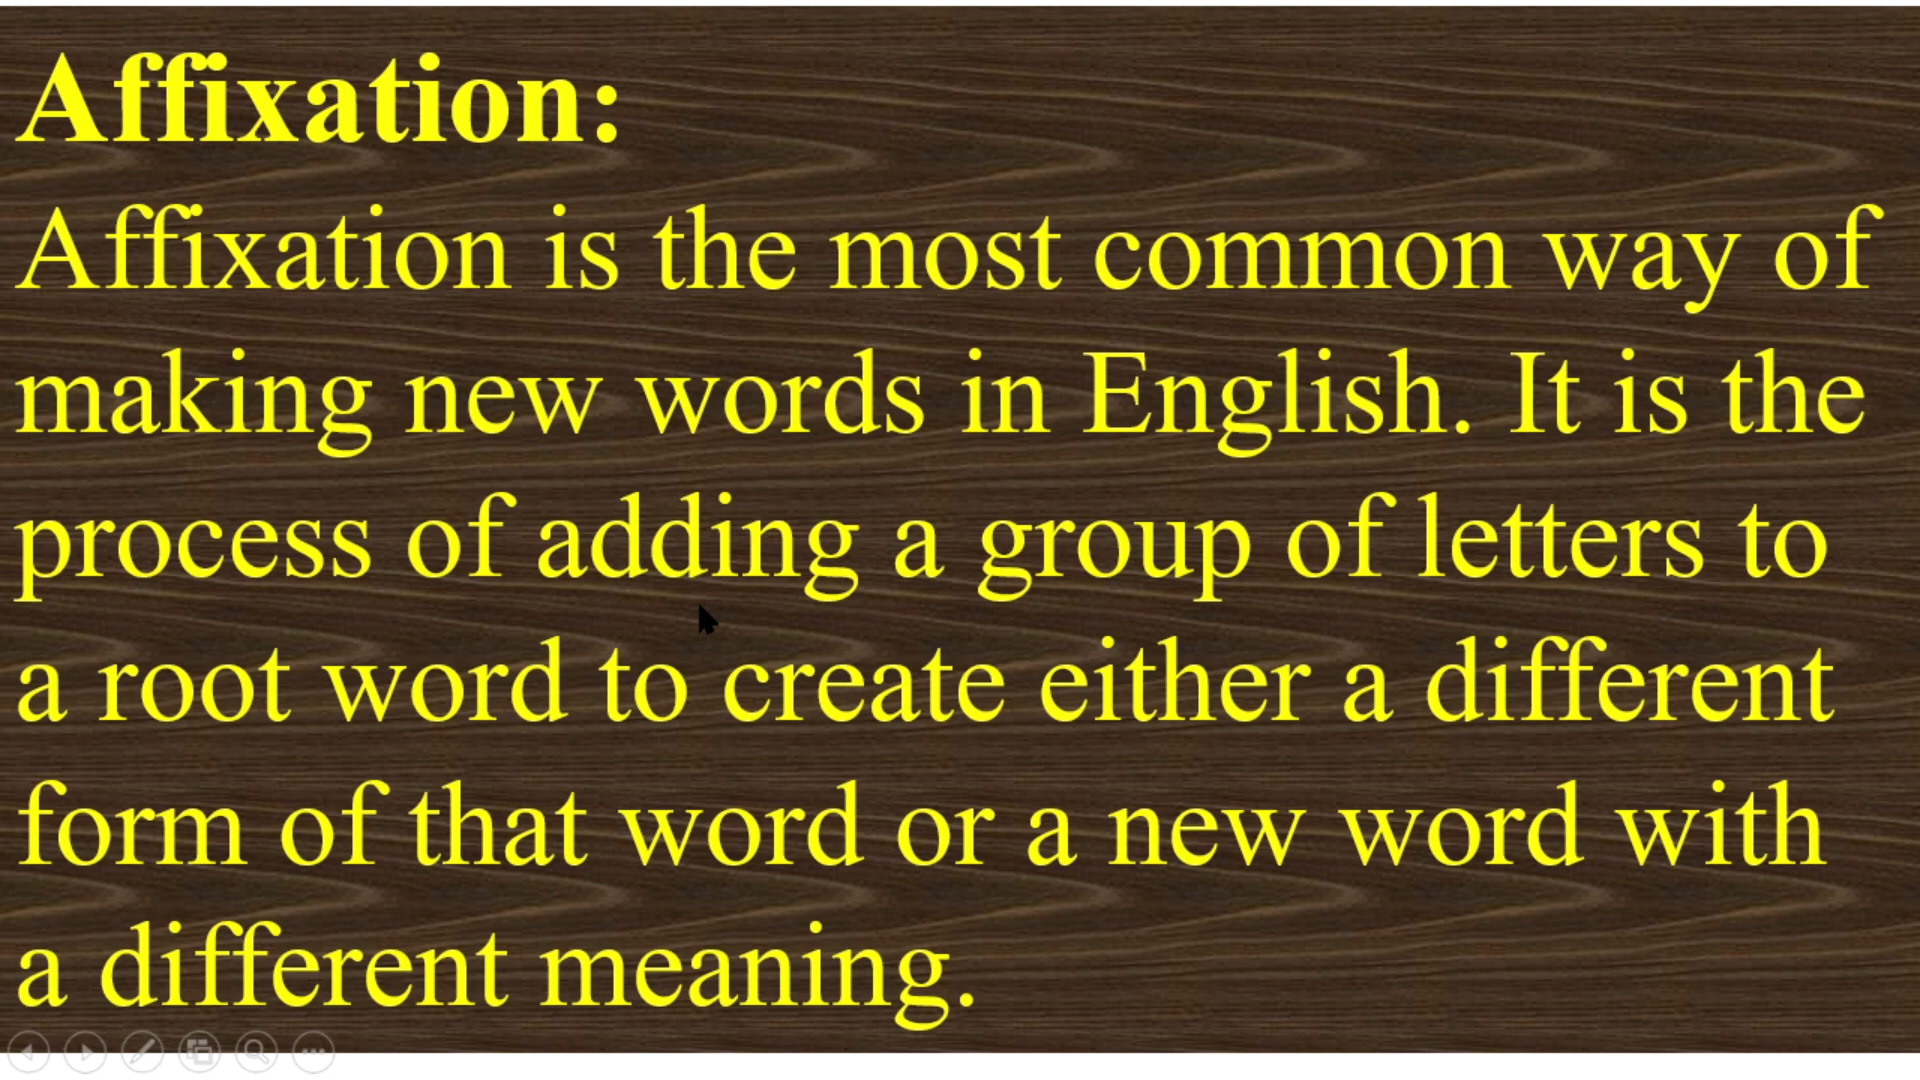 Affixation:
Affixation is the most common way of
making new words in English. It is the
process of adding a group of letters to
a root word to create either a different
form of that word or a new word with
a different meaning.